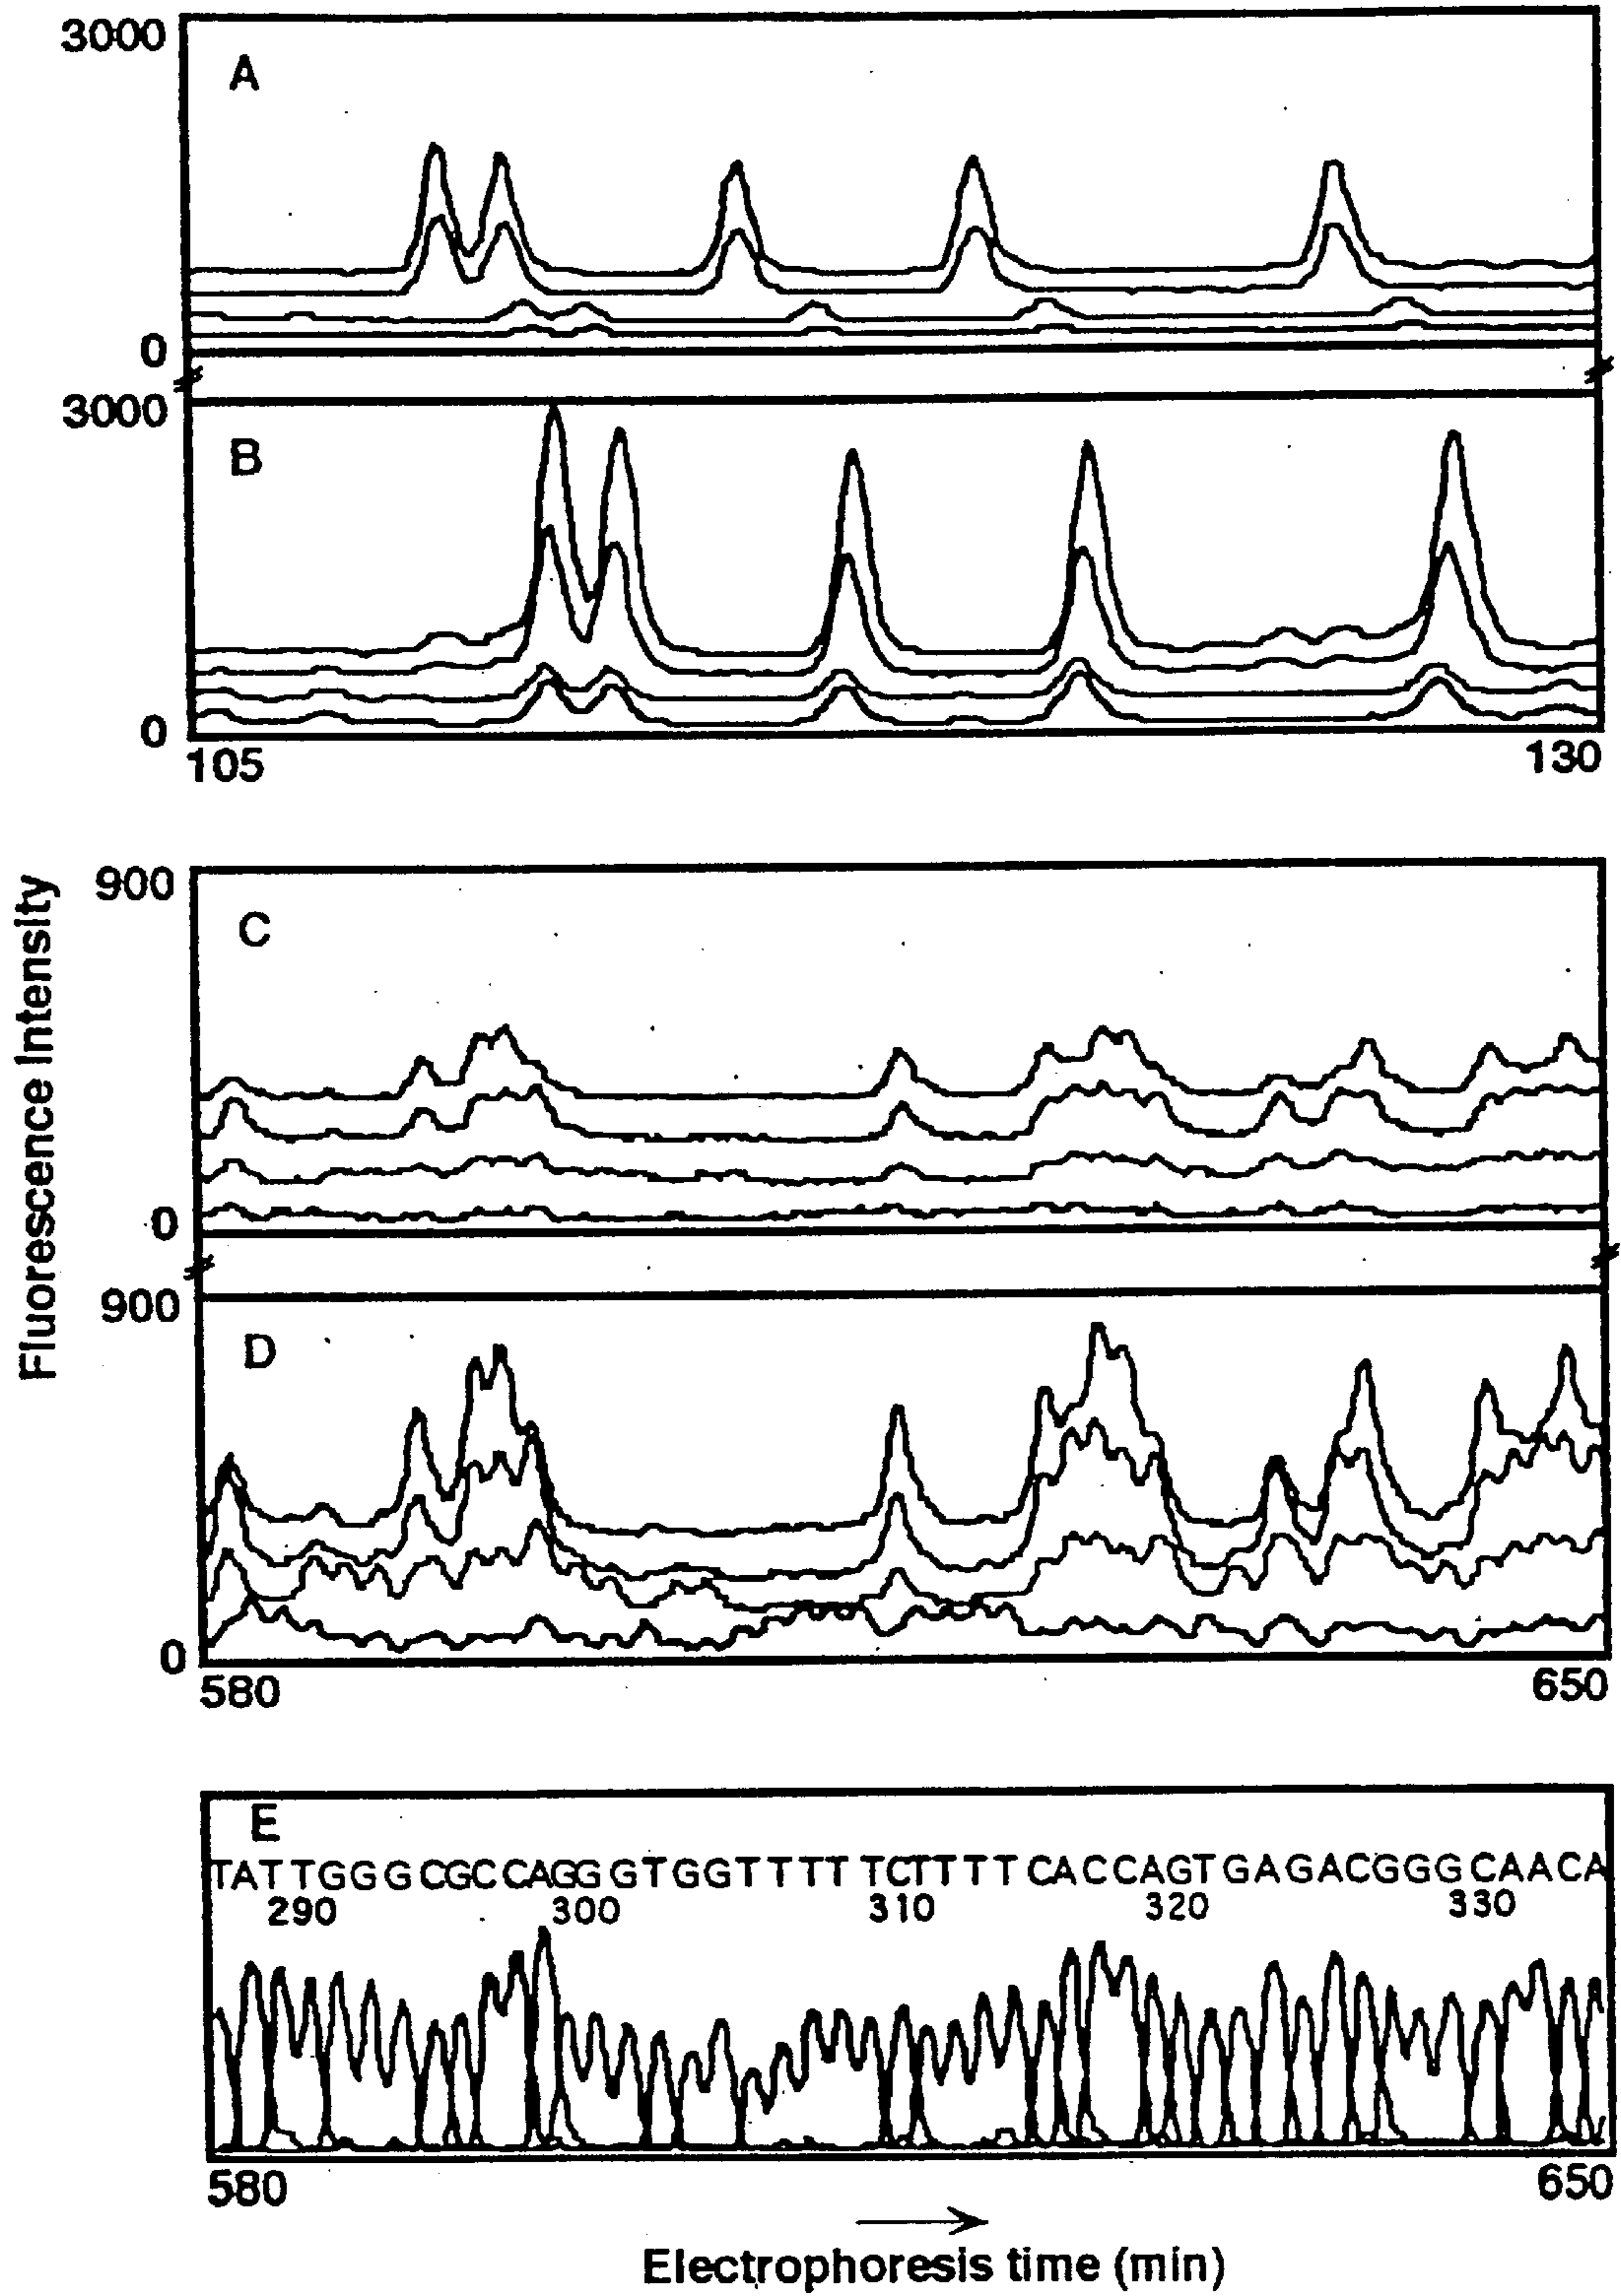 3000
A
0
3000
B
0
105 130
900
C
0
900
D
0
580 650
Fluorescence Intensity
E
TATTGGGCGCCAGGGTGGTTTTTTCTTTTTCACCAGTGAGACGGGCAACA
290 300 310 320 330
580 650
Electrophoresis time (min)